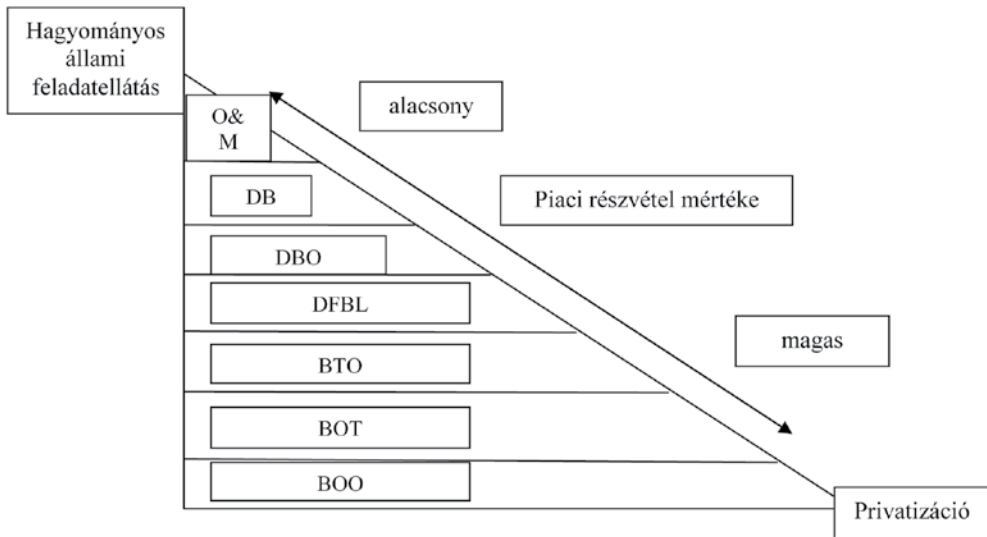 Hagyományos
állami
feladatellátás
O&
M
alacsony
DB
Piaci részvétel mértéke
DBO
DFBL
magas
BTO
BOT
BOO
Privatizáció